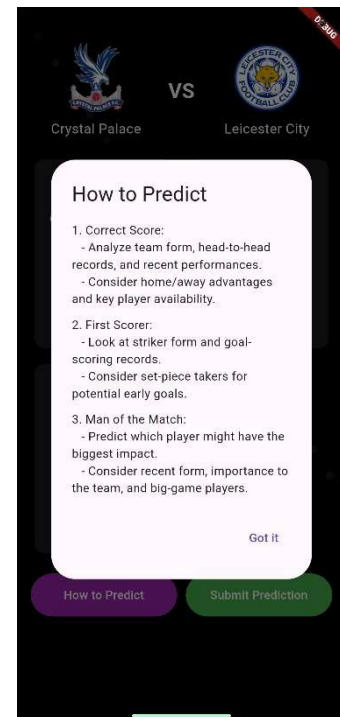 DEBUG
VS
LEICESTER CITY
FOOTBALL CLUB
Crystal Palace
Leicester City
How to Predict
1. Correct Score:
- Analyze team form, head-to-head
records, and recent performances.
- Consider home/away advantages
and key player availability.
2. First Scorer:
- Look at striker form and goal-
scoring records.
- Consider set-piece takers for
potential early goals.
3. Man of the Match:
- Predict which player might have the
biggest impact.
- Consider recent form, importance to
the team, and big-game players.
Got it
How to Predict
Submit Prediction